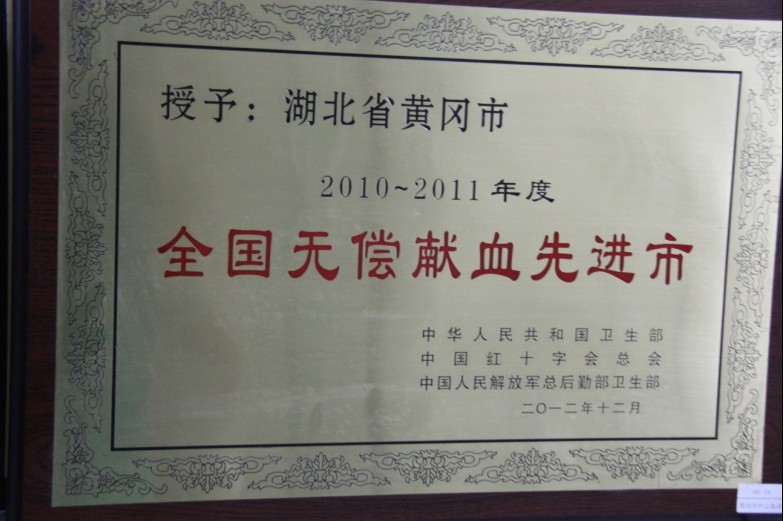 授予：湖北省黄冈市
2010~2011年度
全国无偿献血先进市
中华人民共和国卫生部
中国红十字会总会
中国人民解放军总后勤部卫生部
二〇一二年十二月